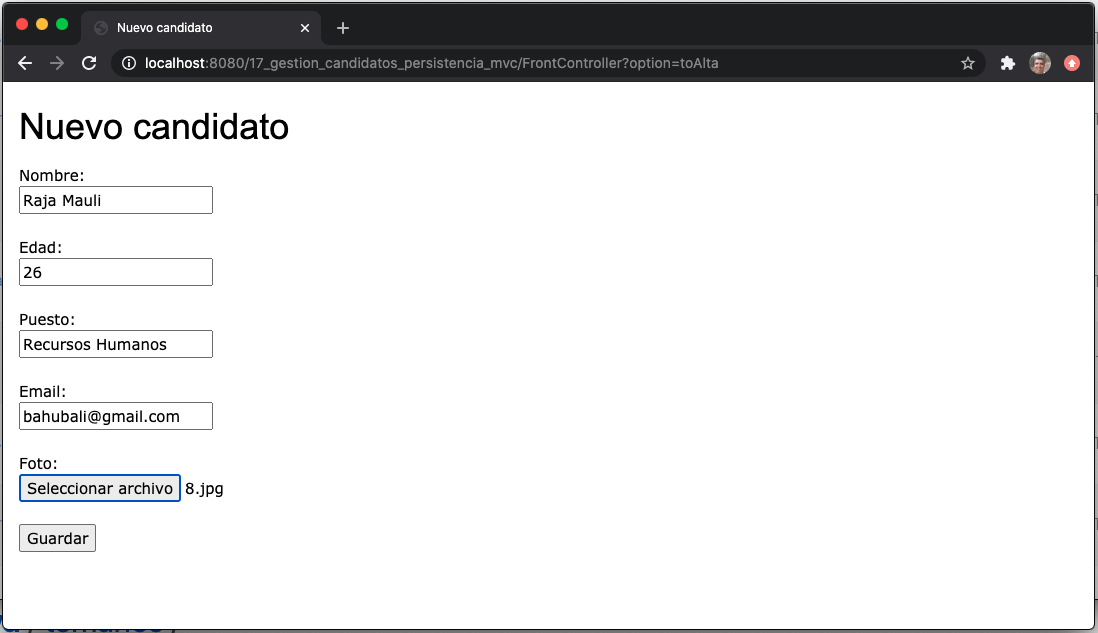 Nuevo candidato
localhost:8080/17_gestion_candidatos_persistencia_mvc/FrontController?option=toAlta
Nuevo candidato
Nombre:
Raja Mauli
Edad:
26
Puesto:
Recursos Humanos
Email:
bahubali@gmail.com
Foto:
Seleccionar archivo 8.jpg
Guardar